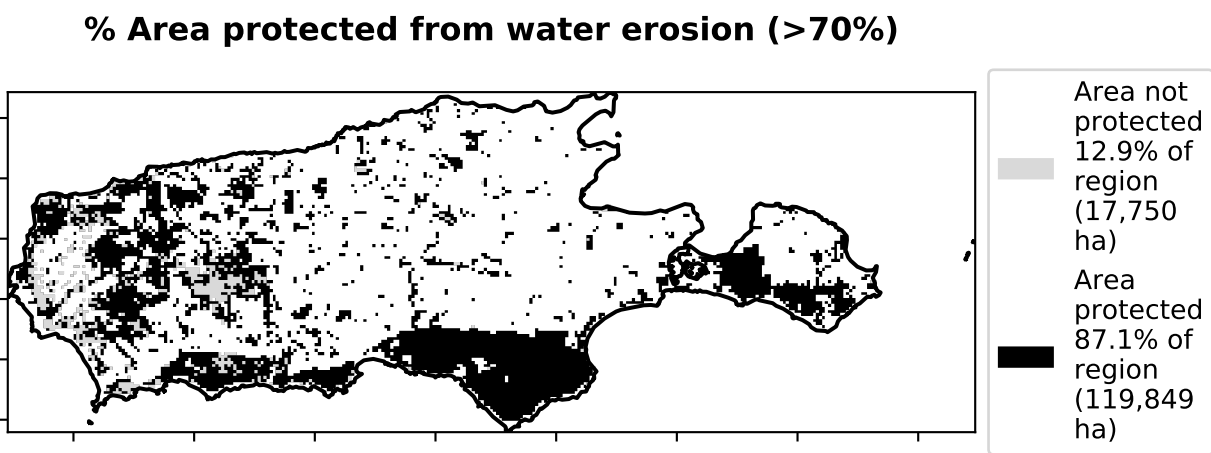 % Area protected from water erosion (>70%)
Area not
protected
12.9% of
region
(17,750
ha)
Area
protected
87.1% of
region
(119,849
ha)